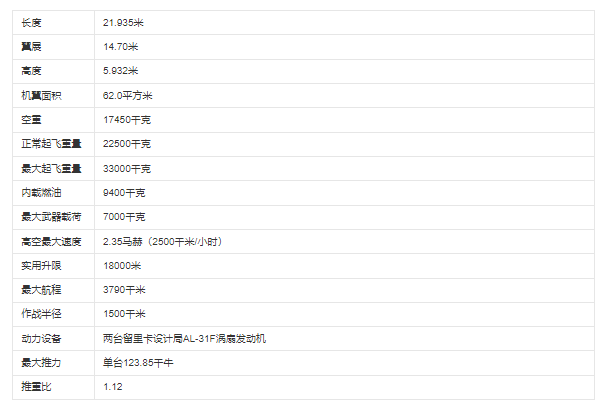 长度 21.935米
翼展 14.70米
高度 5.932米
机翼面积 62.0平方米
空重 17450千克
正常起飞重量 22500千克
最大起飞重量 33000千克
内载燃油 9400千克
最大武器载荷 7000千克
高空最大速度 2.35马赫（2500千米/小时）
实用升限 18000米
最大航程 3790千米
作战半径 1500千米
动力设备 两台留里卡设计局AL-31F涡扇发动机
最大推力 单台123.85千牛
推重比 1.12